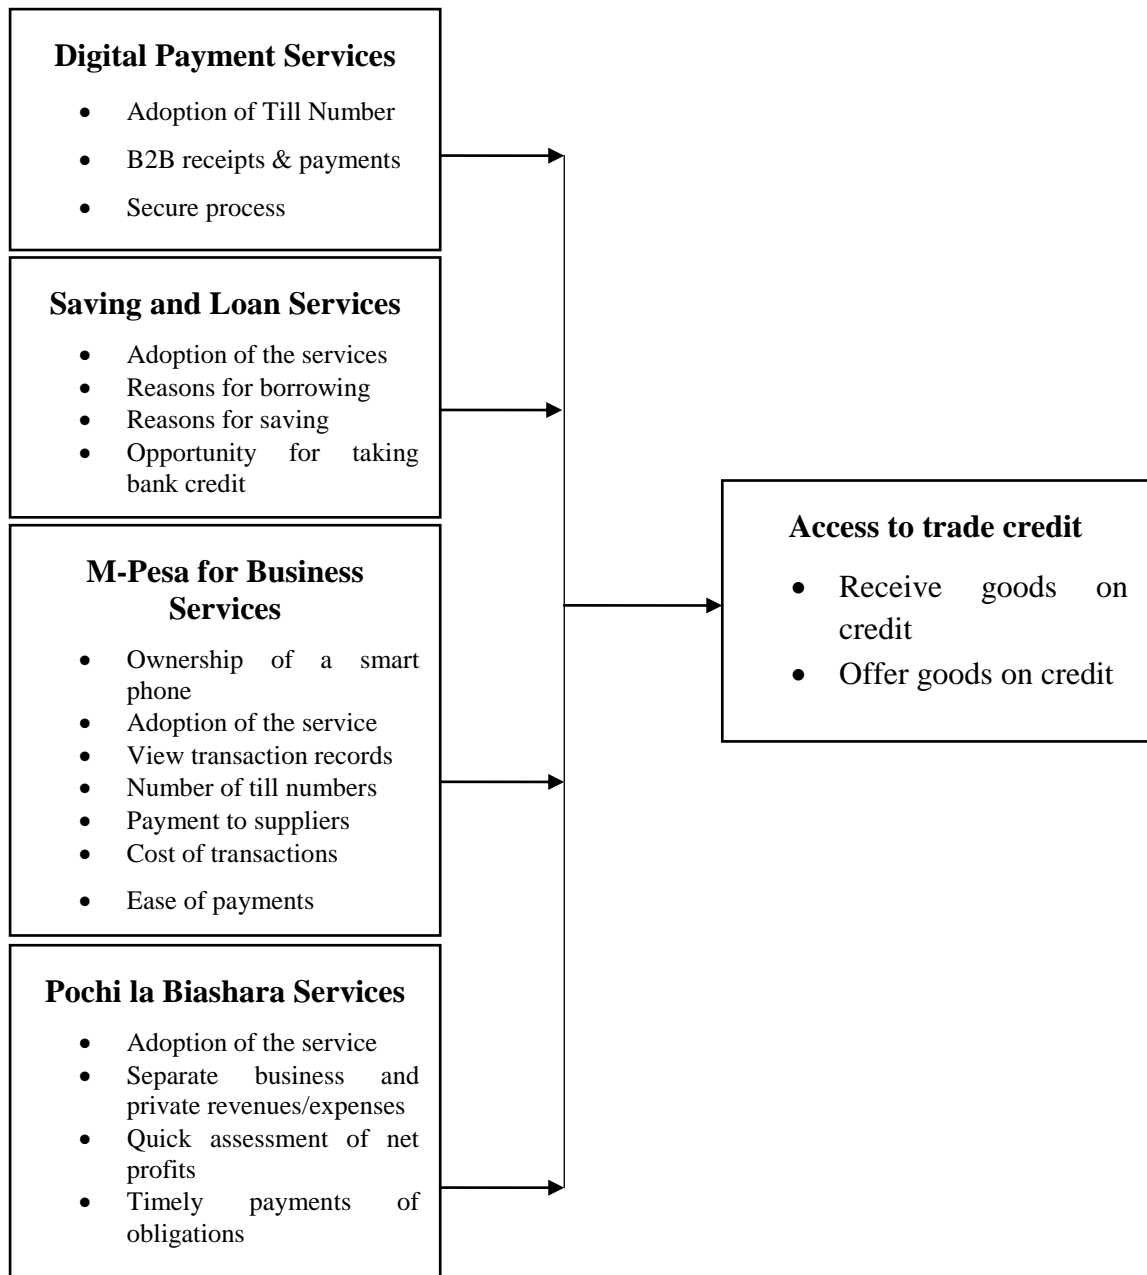 Digital Payment Services
• Adoption of Till Number
• B2B receipts & payments
• Secure process
Saving and Loan Services
• Adoption of the services
• Reasons for borrowing
• Reasons for saving
• Opportunity for taking
bank credit
M-Pesa for Business
Services
• Ownership of a smart
phone
• Adoption of the service
• View transaction records
• Number of till numbers
• Payment to suppliers
• Cost of transactions
• Ease of payments
Pochi la Biashara Services
• Adoption of the service
• Separate business and
private revenues/expenses
• Quick assessment of net
profits
• Timely payments of
obligations
Access to trade credit
• Receive goods on
credit
• Offer goods on credit